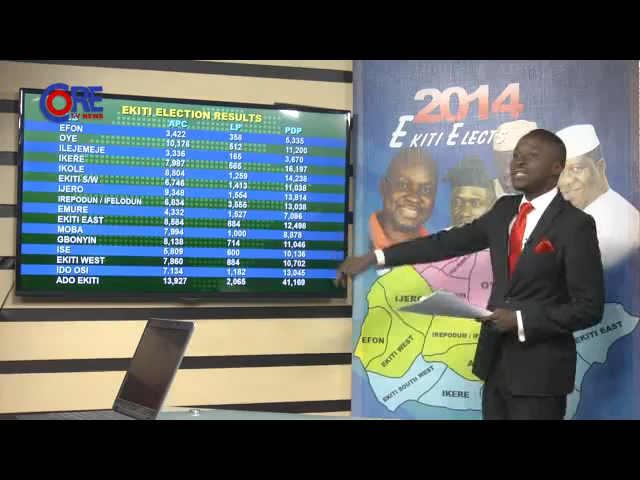 CORE
TV NEWS
EKITI ELECTION RESULTS
APC LP PDP
EFON 3,422 358 5,335
OYE 10,176 512 11,200
ILEJEMEJE 3,336 165 3,670
IKERE 7,987 585 16,197
IKOLE 8,804 1,259 14,238
EKITI S/W 6,748 1,413 11,038
IJERO 9,348 1,554 13,814
IREPODUN / IFELODUN 6,834 3,555 13,038
EMURE 4,332 1,527 7,086
EKITI EAST 8,584 884 12,498
MOBA 7,994 1,000 8,878
GBONYIN 8,138 714 11,046
ISE 5,809 600 10,136
EKITI WEST 7,860 884 10,702
IDO OSI 7.134 1,182 13,045
ADO EKITI 13,927 2,065 41,169
2014
EKITI ELECTS
IJERO
OY
IREPODUN / IF
EFON
EKITI WEST
EKITI SOUTH WEST
IKERE
EKITI EAST